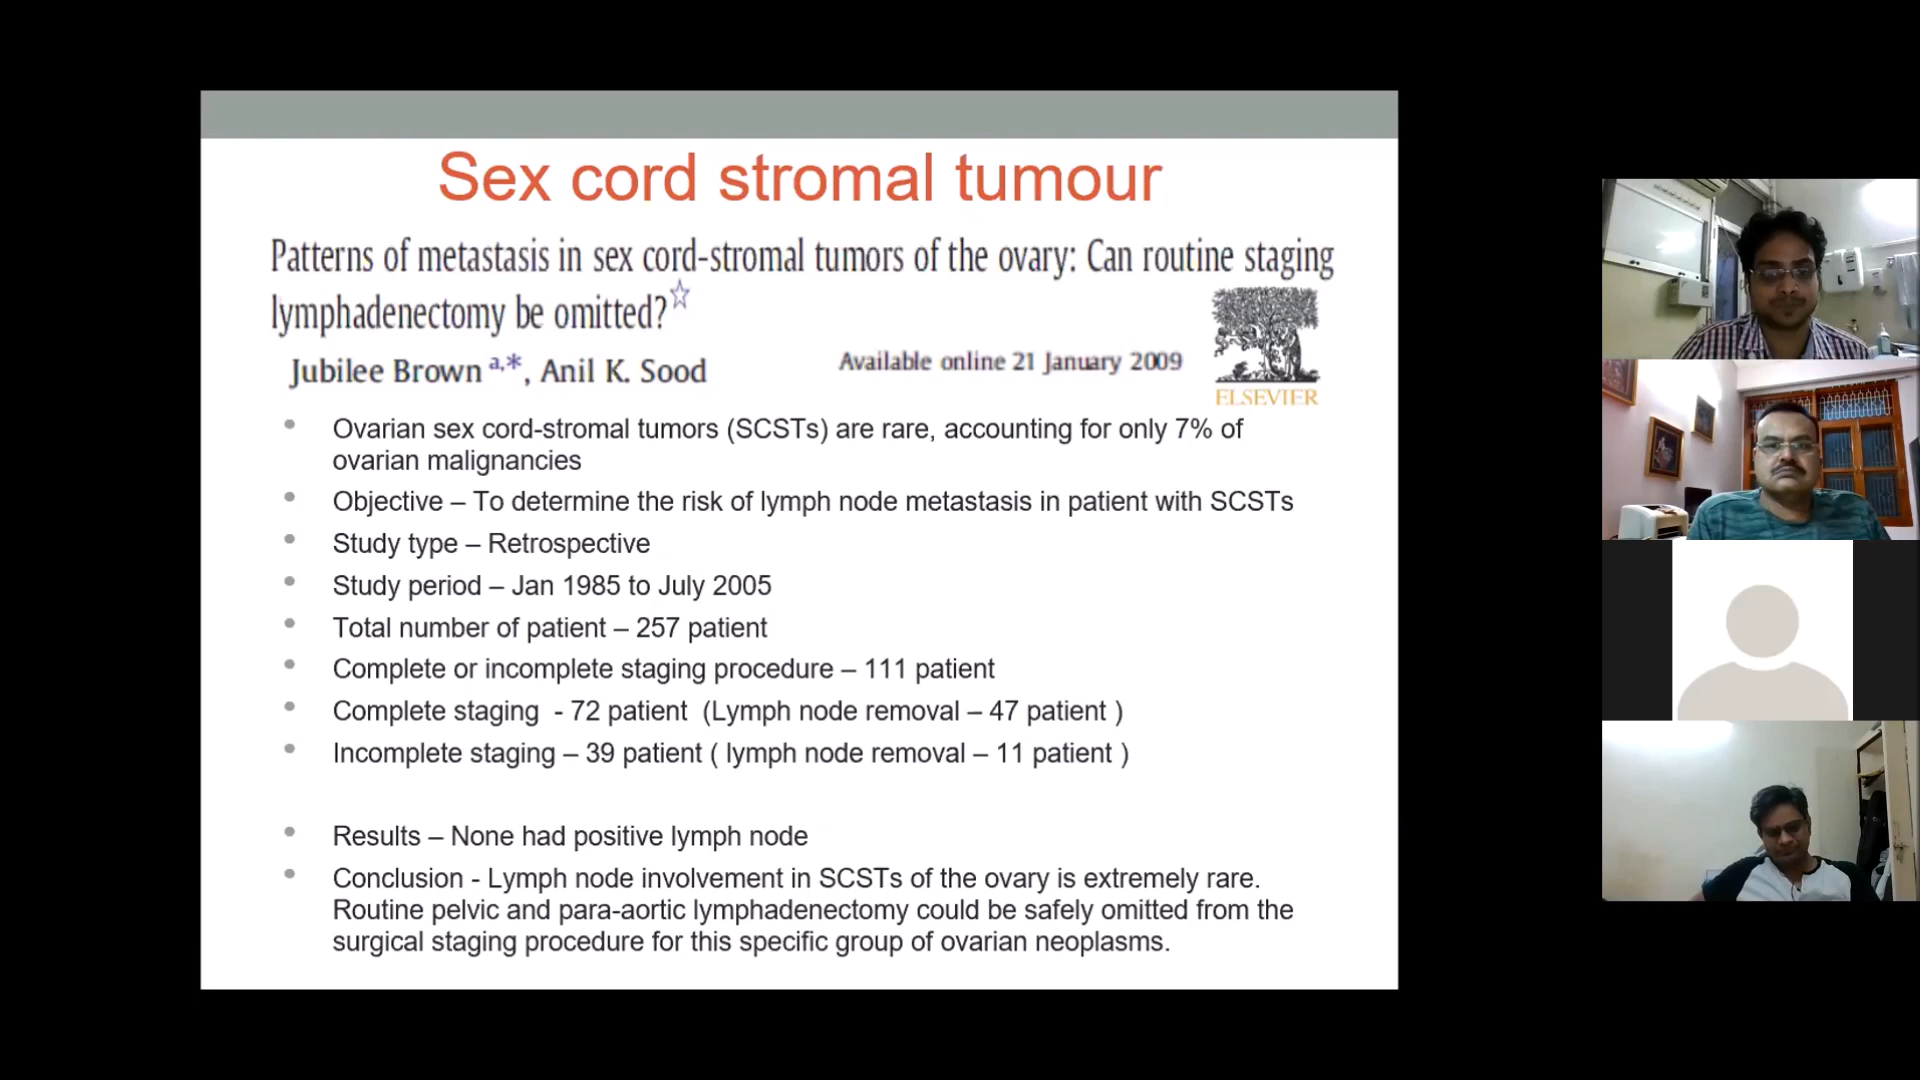 Sex cord stromal tumour
Patterns of metastasis in sex cord-stromal tumors of the ovary: Can routine staging
lymphadenectomy be omitted?☆
Jubilee Brown a,*, Anil K. Sood
Available online 21 January 2009
ELSEVIER
• Ovarian sex cord-stromal tumors (SCSTs) are rare, accounting for only 7% of
ovarian malignancies
• Objective – To determine the risk of lymph node metastasis in patient with SCSTs
• Study type – Retrospective
• Study period – Jan 1985 to July 2005
• Total number of patient – 257 patient
• Complete or incomplete staging procedure – 111 patient
• Complete staging - 72 patient (Lymph node removal – 47 patient )
• Incomplete staging – 39 patient ( lymph node removal – 11 patient )
• Results – None had positive lymph node
• Conclusion - Lymph node involvement in SCSTs of the ovary is extremely rare.
Routine pelvic and para-aortic lymphadenectomy could be safely omitted from the
surgical staging procedure for this specific group of ovarian neoplasms.